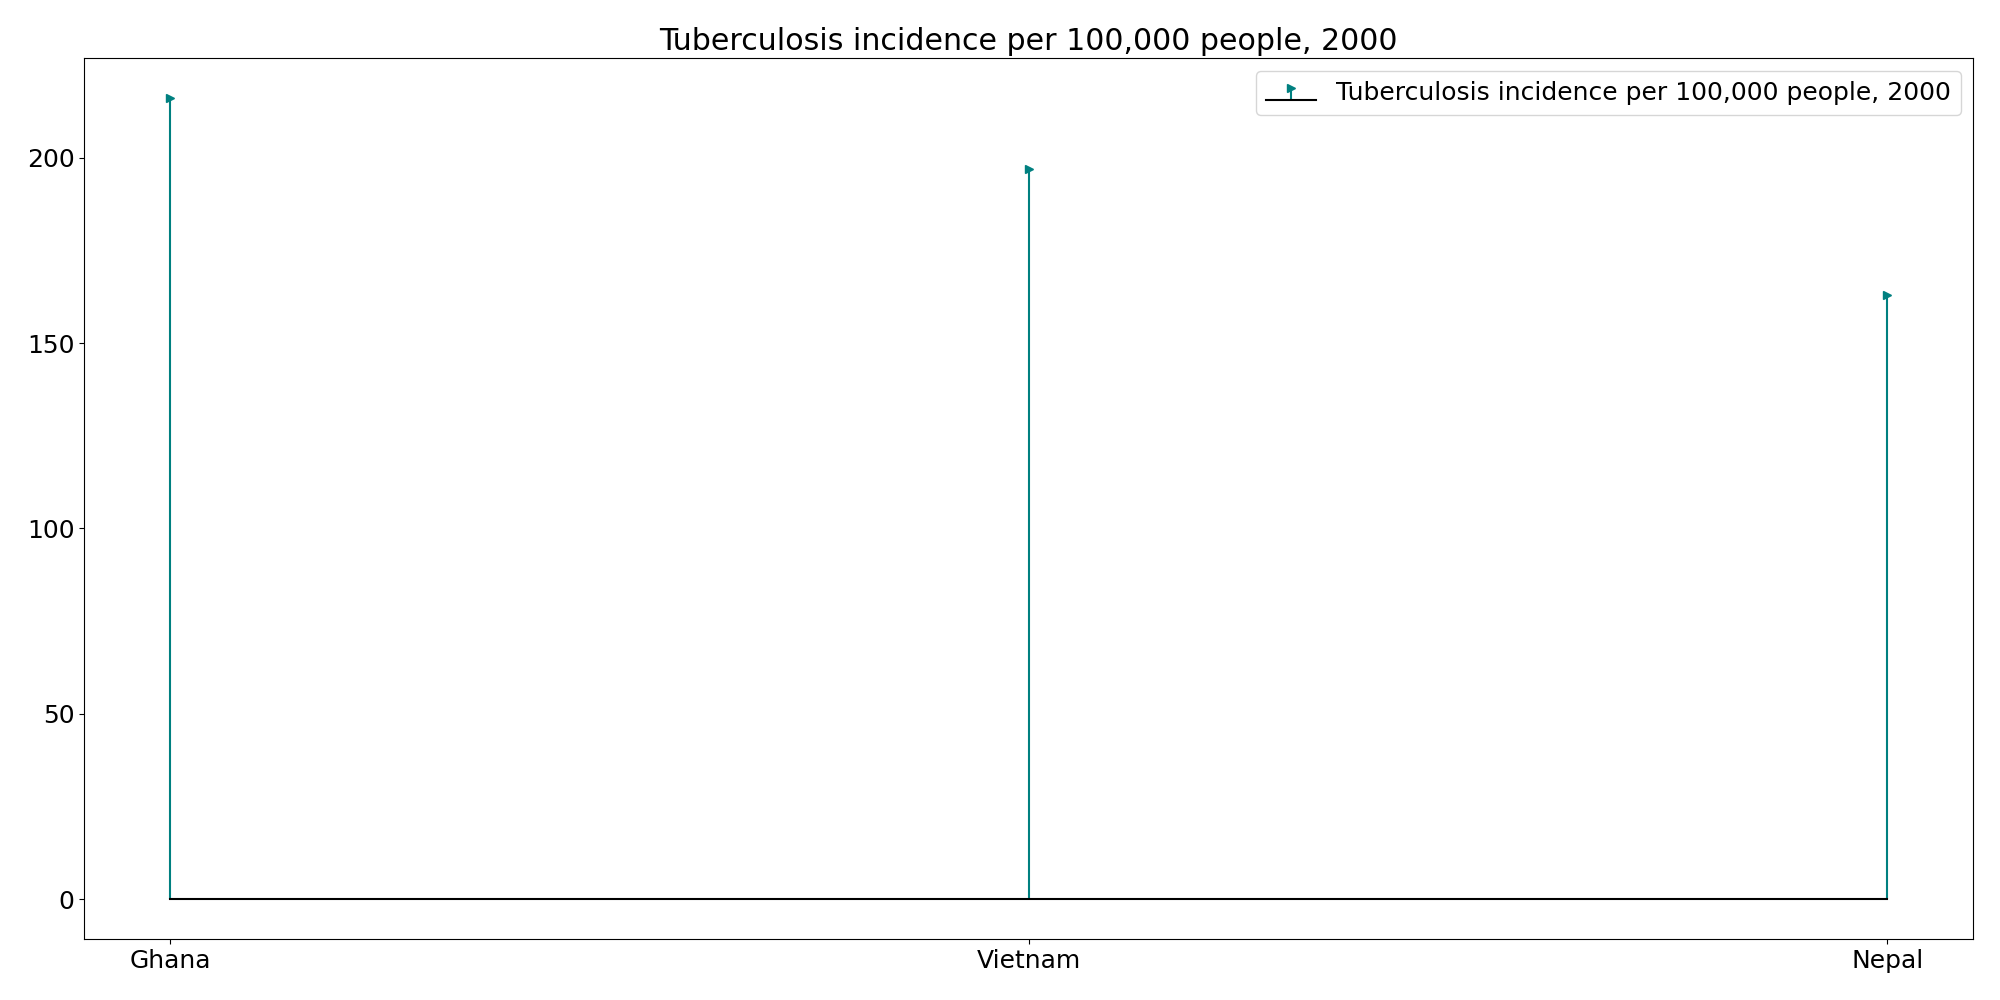 Tuberculosis incidence per 100,000 people, 2000
Tuberculosis incidence per 100,000 people, 2000
200
150
100
50
0
Ghana Vietnam Nepal